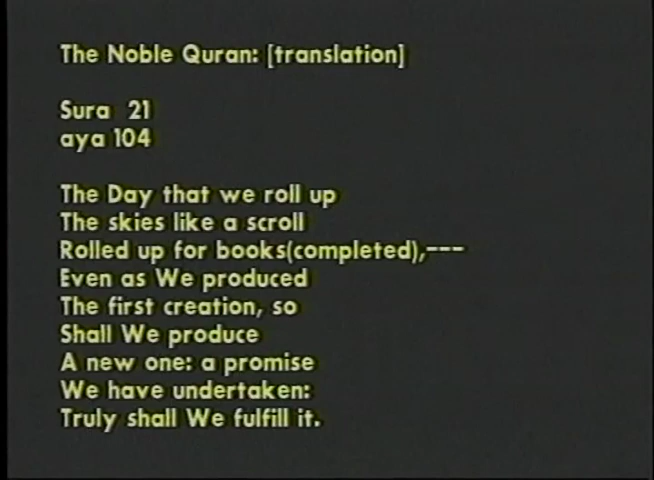 The Noble Quran: [translation]
Sura 21
aya 104
The Day that we roll up
The skies like a scroll
Rolled up for books(completed),---
Even as We produced
The first creation, so
Shall We produce
A new one: a promise
We have undertaken:
Truly shall We fulfill it.